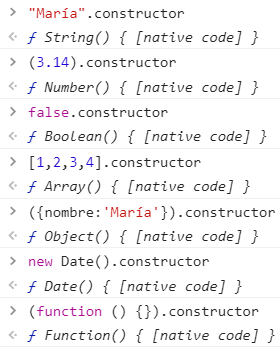 > "María".constructor
<· ƒ String() { [native code] }
> (3.14).constructor
<· ƒ Number() { [native code] }
> false.constructor
<· ƒ Boolean() { [native code] }
> [1,2,3,4].constructor
<· ƒ Array() { [native code] }
> ({nombre:'María'}).constructor
<· ƒ Object() { [native code] }
> new Date().constructor
<· ƒ Date() { [native code] }
> (function () {}).constructor
<· ƒ Function() { [native code] }